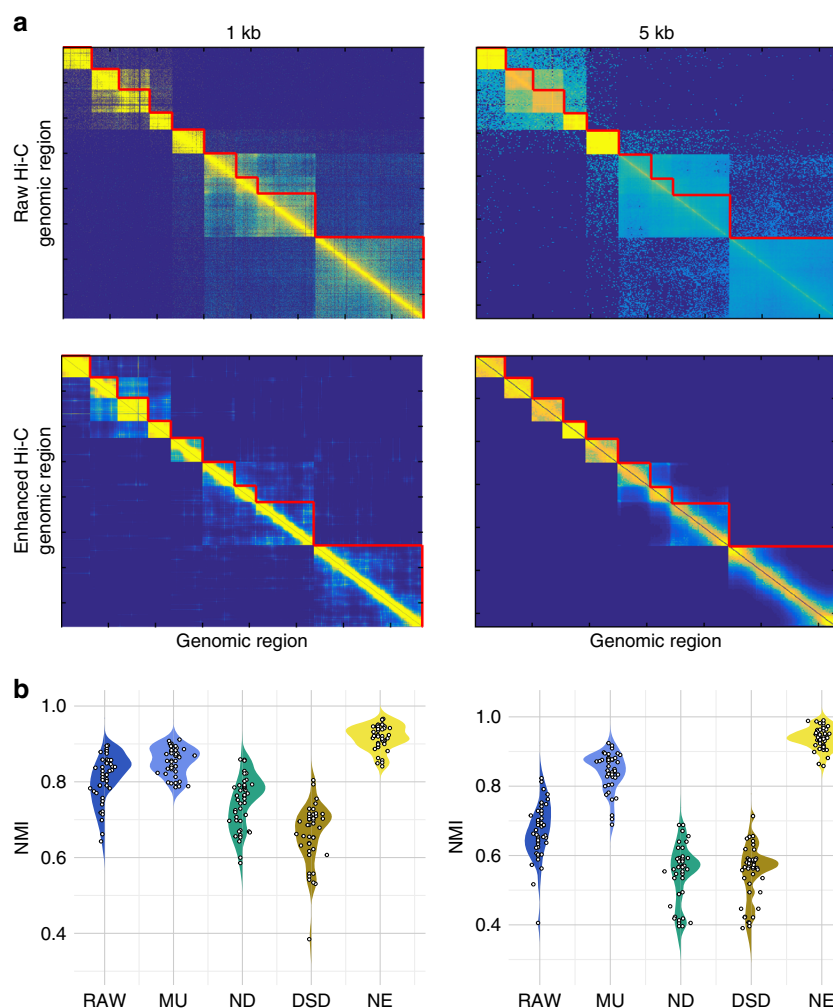 a
1 kb
5 kb
Raw Hi-C
genomic region
Enhanced Hi-C
genomic region
Genomic region
Genomic region
b
NMI
1.0
0.8
0.6
0.4
RAW
MU
ND
DSD
NE
NMI
1.0
0.8
0.6
0.4
RAW
MU
ND
DSD
NE